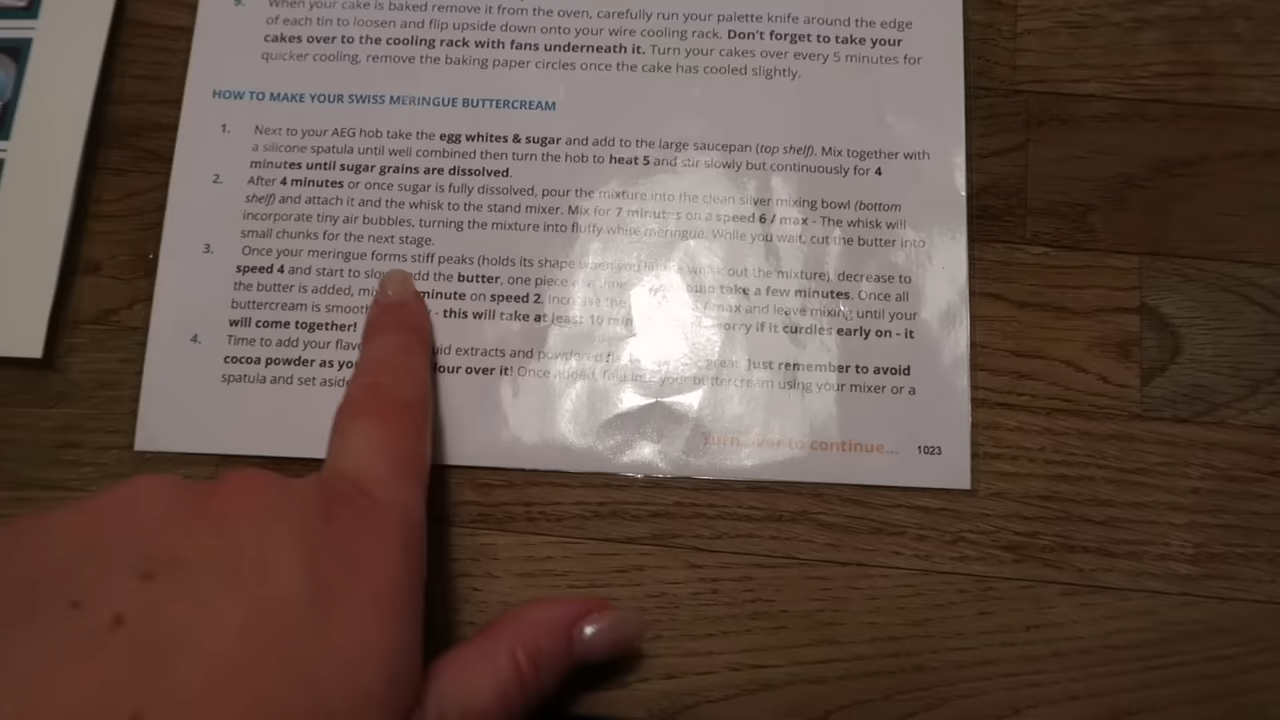 9. When your cake is baked remove it from the oven, carefully run your palette knife around the edge
of each tin to loosen and flip upside down onto your wire cooling rack. Don't forget to take your
cakes over to the cooling rack with fans underneath it. Turn your cakes over every 5 minutes for
quicker cooling, remove the baking paper circles once the cake has cooled slightly.
HOW TO MAKE YOUR SWISS MERINGUE BUTTERCREAM
1. Next to your AEG hob take the egg whites & sugar and add to the large saucepan (top shelf). Mix together with
a silicone spatula until well combined then turn the hob to heat 5 and stir slowly but continuously for 4
minutes until sugar grains are dissolved.
2. After 4 minutes or once sugar is fully dissolved, pour the mixture into the clean silver mixing bowl (bottom
shelf) and attach it and the whisk to the stand mixer. Mix for 7 minutes on a speed 6 / max - The whisk will
incorporate tiny air bubbles, turning the mixture into fluffy white meringue. While you wait, cut the butter into
small chunks for the next stage.
3. Once your meringue forms stiff peaks (holds its shape when you the whisk out the mixture), decrease to
speed 4 and start to add the butter, one piece take a few minutes. Once all
the butter is added, minute on speed 2. Increase the /max and leave mixing until your
buttercream is - this will take at least 10 if it curdles early on - it
will come together!
4. Time to add your extracts and powdered great. Just remember to avoid
cocoa powder as over it! Once added, fold into your buttercream using your mixer or a
spatula and set
Turn over to continue... 1023